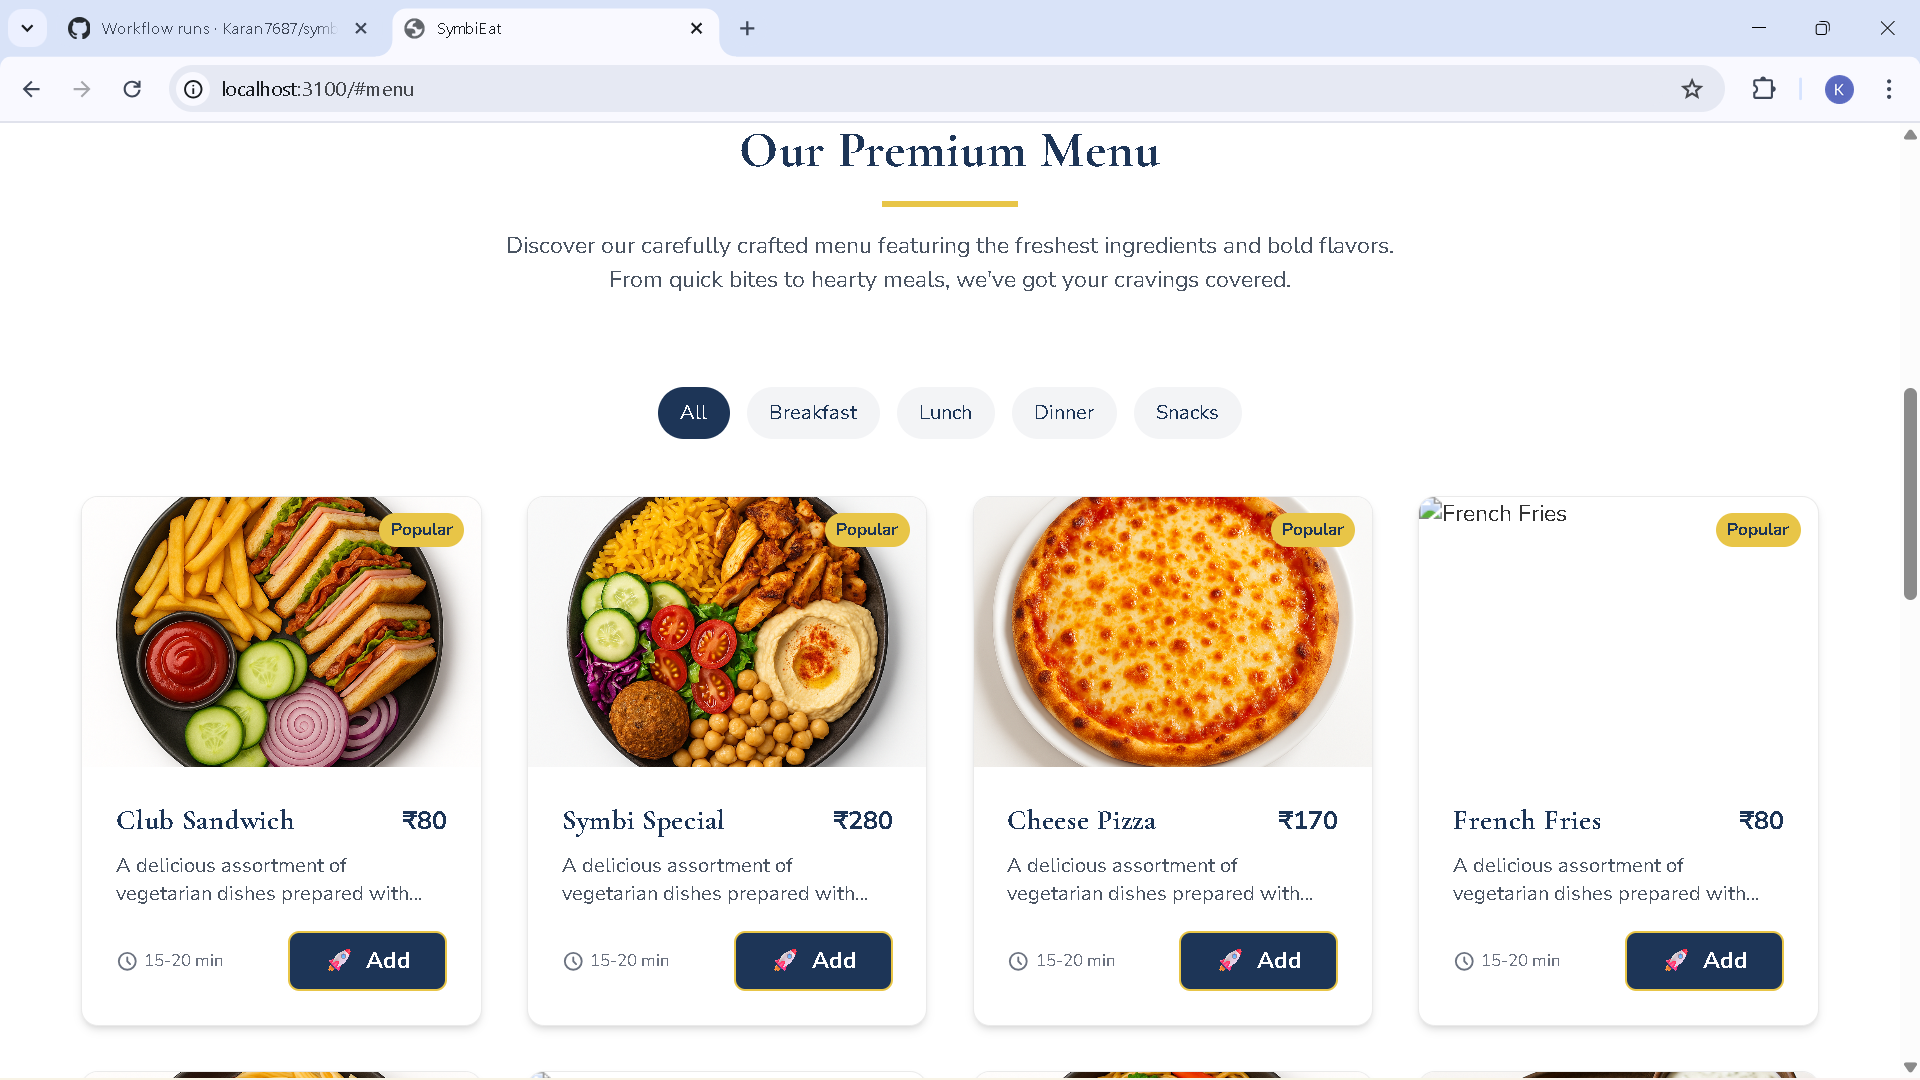 Workflow runs · Karan7687/symb
SymbiEat
localhost:3100/#menu
K
Our Premium Menu
Discover our carefully crafted menu featuring the freshest ingredients and bold flavors.
From quick bites to hearty meals, we've got your cravings covered.
All
Breakfast
Lunch
Dinner
Snacks
Popular
Popular
Popular
French Fries
Popular
Club Sandwich
₹80
A delicious assortment of
vegetarian dishes prepared with...
15-20 min
Add
Symbi Special
₹280
A delicious assortment of
vegetarian dishes prepared with...
15-20 min
Add
Cheese Pizza
₹170
A delicious assortment of
vegetarian dishes prepared with...
15-20 min
Add
French Fries
₹80
A delicious assortment of
vegetarian dishes prepared with...
15-20 min
Add